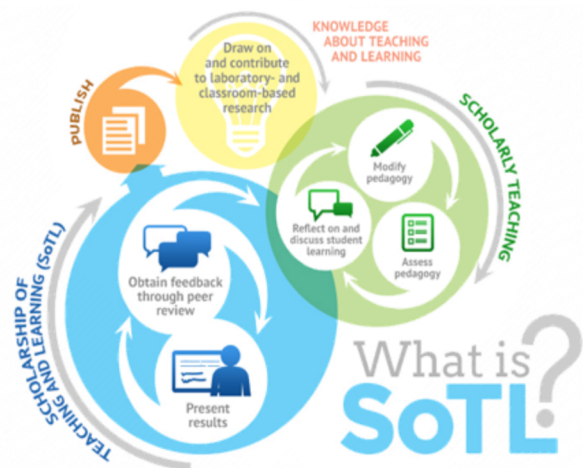 KNOWLEDGE
ABOUT TEACHING
AND LEARNING
Draw on
and contribute
to laboratory- and
classroom-based
research
PUBLISH
SCHOLARLY TEACHING
Modify
pedagogy
Reflect on and
discuss student
learning
Assess
pedagogy
Obtain feedback
through peer
review
Present
results
SCHOLARSHIP OF
TEACHING AND LEARNING (SoTL)
What is
SoTL?